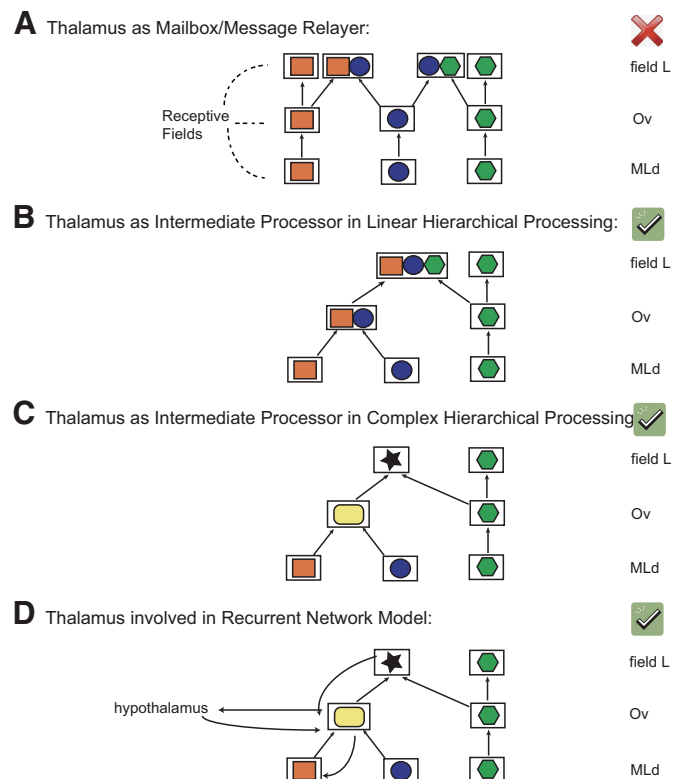 A Thalamus as Mailbox/Message Relayer:
field L
Receptive
Fields
Ov
MLd
B Thalamus as Intermediate Processor in Linear Hierarchical Processing:
field L
Ov
MLd
C Thalamus as Intermediate Processor in Complex Hierarchical Processing
field L
Ov
MLd
D Thalamus involved in Recurrent Network Model:
field L
hypothalamus
Ov
MLd